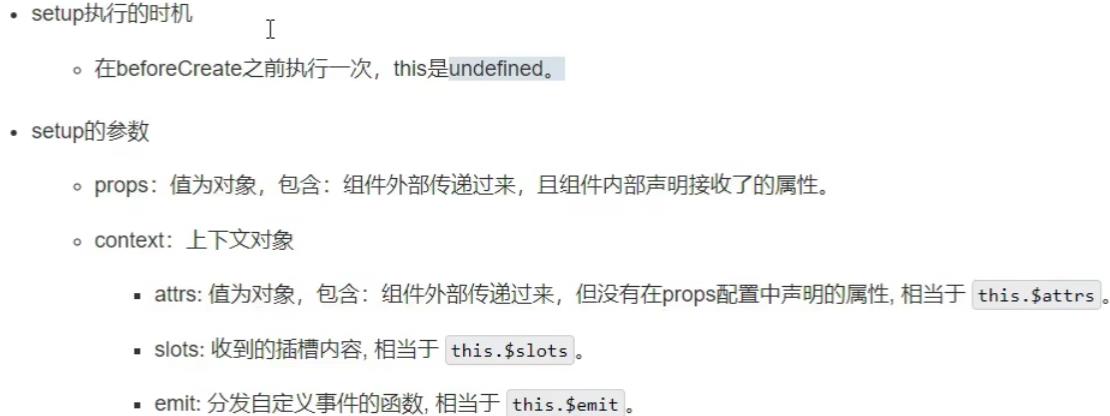 setup执行的时机
在beforeCreate之前执行一次，this是undefined。
setup的参数
props：值为对象，包含：组件外部传递过来，且组件内部声明接收了的属性。
context：上下文对象
attrs: 值为对象，包含：组件外部传递过来，但没有在props配置中声明的属性, 相当于 this.$attrs。
slots: 收到的插槽内容, 相当于 this.$slots。
emit: 分发自定义事件的函数, 相当于 this.$emit。